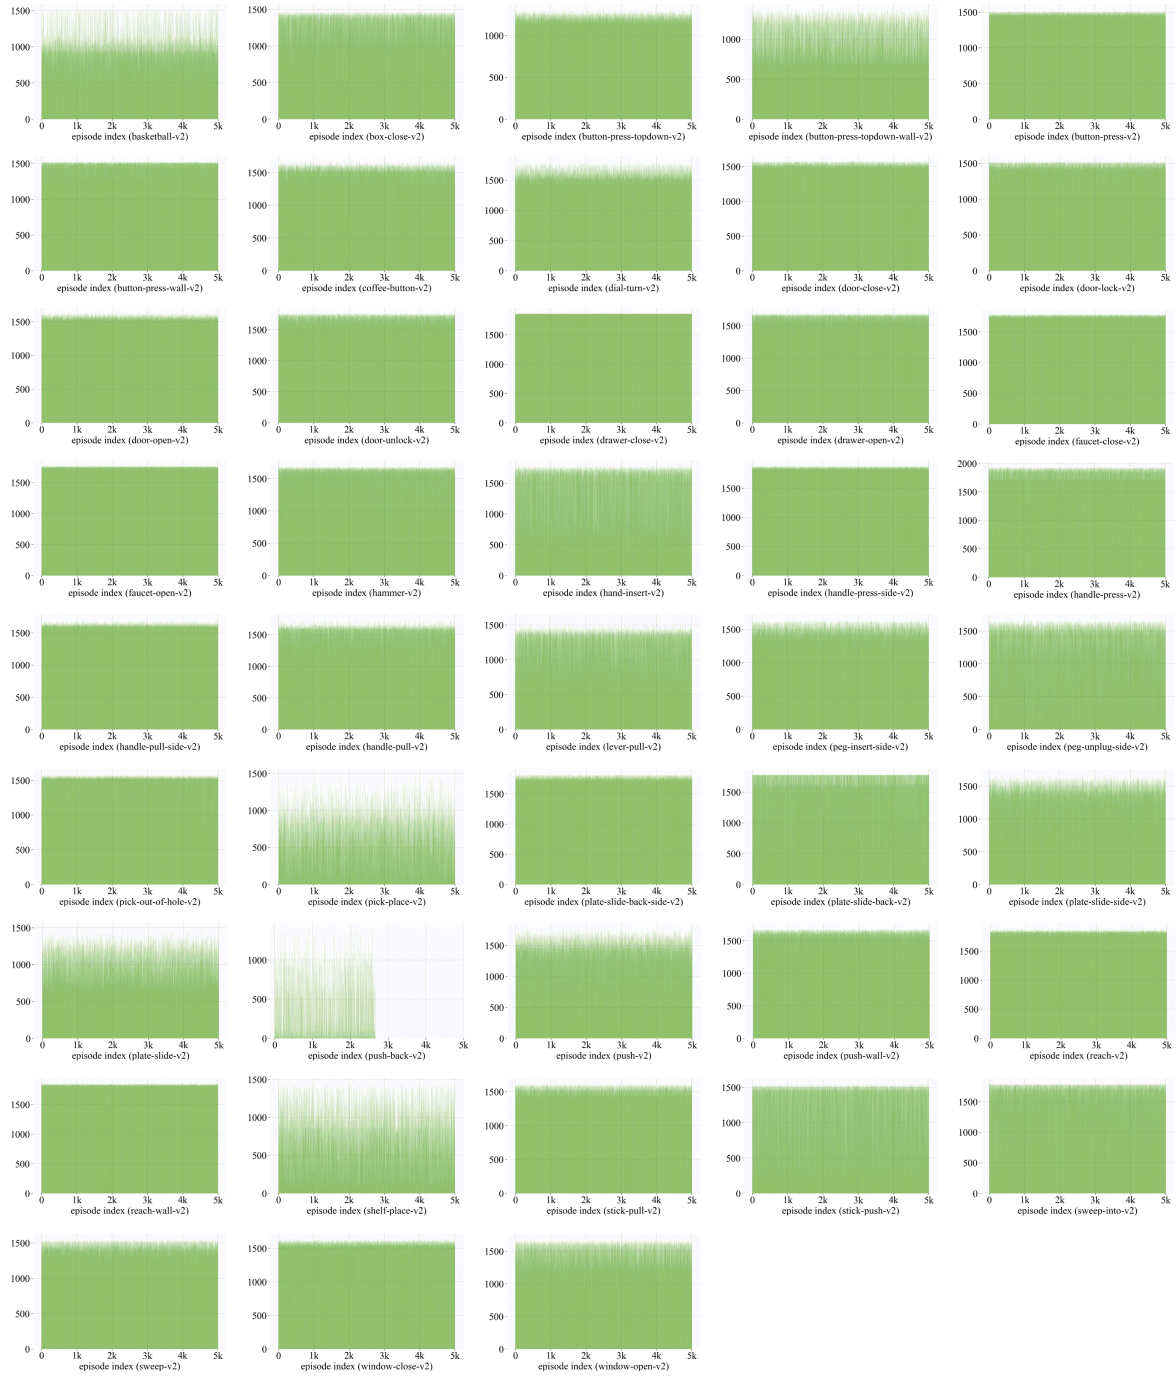 1500
1000
500
0
0 1k 2k 3k 4k 5k
episode index (basketball-v2)
1500
1000
500
0
0 1k 2k 3k 4k 5k
episode index (box-close-v2)
1000
500
0
0 1k 2k 3k 4k 5k
episode index (button-press-topdown-v2)
1000
500
0
0 1k 2k 3k 4k 5k
episode index (button-press-topdown-wall-v2)
1500
1000
500
0
0 1k 2k 3k 4k 5k
episode index (button-press-v2)
1500
1000
500
0
0 1k 2k 3k 4k 5k
episode index (button-press-wall-v2)
1500
1000
500
0
0 1k 2k 3k 4k 5k
episode index (coffee-button-v2)
1500
1000
500
0
0 1k 2k 3k 4k 5k
episode index (dial-turn-v2)
1500
1000
500
0
0 1k 2k 3k 4k 5k
episode index (door-close-v2)
1500
1000
500
0
0 1k 2k 3k 4k 5k
episode index (door-lock-v2)
1500
1000
500
0
0 1k 2k 3k 4k 5k
episode index (door-open-v2)
1500
1000
500
0
0 1k 2k 3k 4k 5k
episode index (door-unlock-v2)
1500
1000
500
0
0 1k 2k 3k 4k 5k
episode index (drawer-close-v2)
1500
1000
500
0
0 1k 2k 3k 4k 5k
episode index (drawer-open-v2)
1500
1000
500
0
0 1k 2k 3k 4k 5k
episode index (faucet-close-v2)
1500
1000
500
0
0 1k 2k 3k 4k 5k
episode index (faucet-open-v2)
1500
1000
500
0
0 1k 2k 3k 4k 5k
episode index (hammer-v2)
1500
1000
500
0
0 1k 2k 3k 4k 5k
episode index (hand-insert-v2)
1500
1000
500
0
0 1k 2k 3k 4k 5k
episode index (handle-press-side-v2)
2000
1500
1000
500
0
0 1k 2k 3k 4k 5k
episode index (handle-press-v2)
1500
1000
500
0
0 1k 2k 3k 4k 5k
episode index (handle-pull-side-v2)
1500
1000
500
0
0 1k 2k 3k 4k 5k
episode index (handle-pull-v2)
1500
1000
500
0
0 1k 2k 3k 4k 5k
episode index (lever-pull-v2)
1500
1000
500
0
0 1k 2k 3k 4k 5k
episode index (peg-insert-side-v2)
1500
1000
500
0
0 1k 2k 3k 4k 5k
episode index (peg-unplug-side-v2)
1500
1000
500
0
0 1k 2k 3k 4k 5k
episode index (pick-out-of-hole-v2)
1500
1000
500
0
0 1k 2k 3k 4k 5k
episode index (pick-place-v2)
1500
1000
500
0
0 1k 2k 3k 4k 5k
episode index (plate-slide-back-side-v2)
1500
1000
500
0
0 1k 2k 3k 4k 5k
episode index (plate-slide-back-v2)
1500
1000
500
0
0 1k 2k 3k 4k 5k
episode index (plate-slide-side-v2)
1500
1000
500
0
0 1k 2k 3k 4k 5k
episode index (plate-slide-v2)
1000
500
0
0 1k 2k 3k 4k 5k
episode index (push-back-v2)
1500
1000
500
0
0 1k 2k 3k 4k 5k
episode index (push-v2)
1500
1000
500
0
0 1k 2k 3k 4k 5k
episode index (push-wall-v2)
1500
1000
500
0
0 1k 2k 3k 4k 5k
episode index (reach-v2)
1500
1000
500
0
0 1k 2k 3k 4k 5k
episode index (reach-wall-v2)
1500
1000
500
0
0 1k 2k 3k 4k 5k
episode index (shelf-place-v2)
1500
1000
500
0
0 1k 2k 3k 4k 5k
episode index (stick-pull-v2)
1500
1000
500
0
0 1k 2k 3k 4k 5k
episode index (stick-push-v2)
1500
1000
500
0
0 1k 2k 3k 4k 5k
episode index (sweep-into-v2)
1500
1000
500
0
0 1k 2k 3k 4k 5k
episode index (sweep-v2)
1500
1000
500
0
0 1k 2k 3k 4k 5k
episode index (window-close-v2)
1500
1000
500
0
0 1k 2k 3k 4k 5k
episode index (window-open-v2)